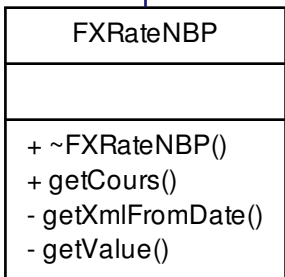 FXRateNBP
+ ~FXRateNBP()
+ getCours()
- getXmlFromDate()
- getValue()